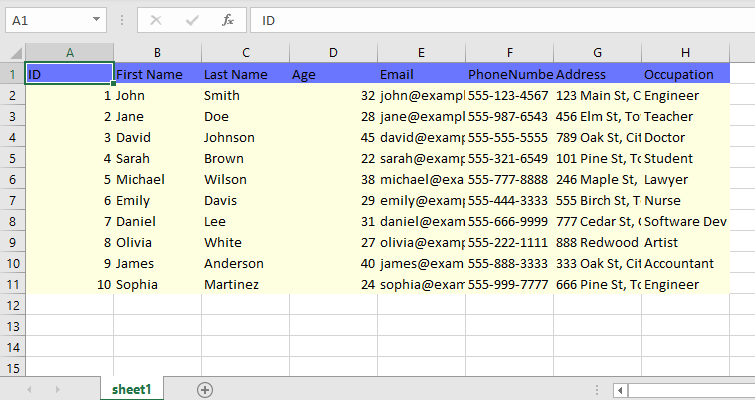 A1 fx ID
A B C D E F G H
1 ID First Name Last Name Age Email PhoneNumbe Address Occupation
2 1 John Smith 32 john@exampl 555-123-4567 123 Main St, C Engineer
3 2 Jane Doe 28 jane@examp 555-987-6543 456 Elm St, To Teacher
4 3 David Johnson 45 david@examp 555-555-5555 789 Oak St, Cit Doctor
5 4 Sarah Brown 22 sarah@examp 555-321-6549 101 Pine St, To Student
6 5 Michael Wilson 38 michael@exa 555-777-8888 246 Maple St, Lawyer
7 6 Emily Davis 29 emily@examp 555-444-3333 555 Birch St, T Nurse
8 7 Daniel Lee 31 daniel@exam 555-666-9999 777 Cedar St, Software Dev
9 8 Olivia White 27 olivia@examp 555-222-1111 888 Redwood Artist
10 9 James Anderson 40 james@exam 555-888-3333 333 Oak St, Cit Accountant
11 10 Sophia Martinez 24 sophia@exam 555-999-7777 666 Pine St, To Engineer
12
13
14
15
sheet1